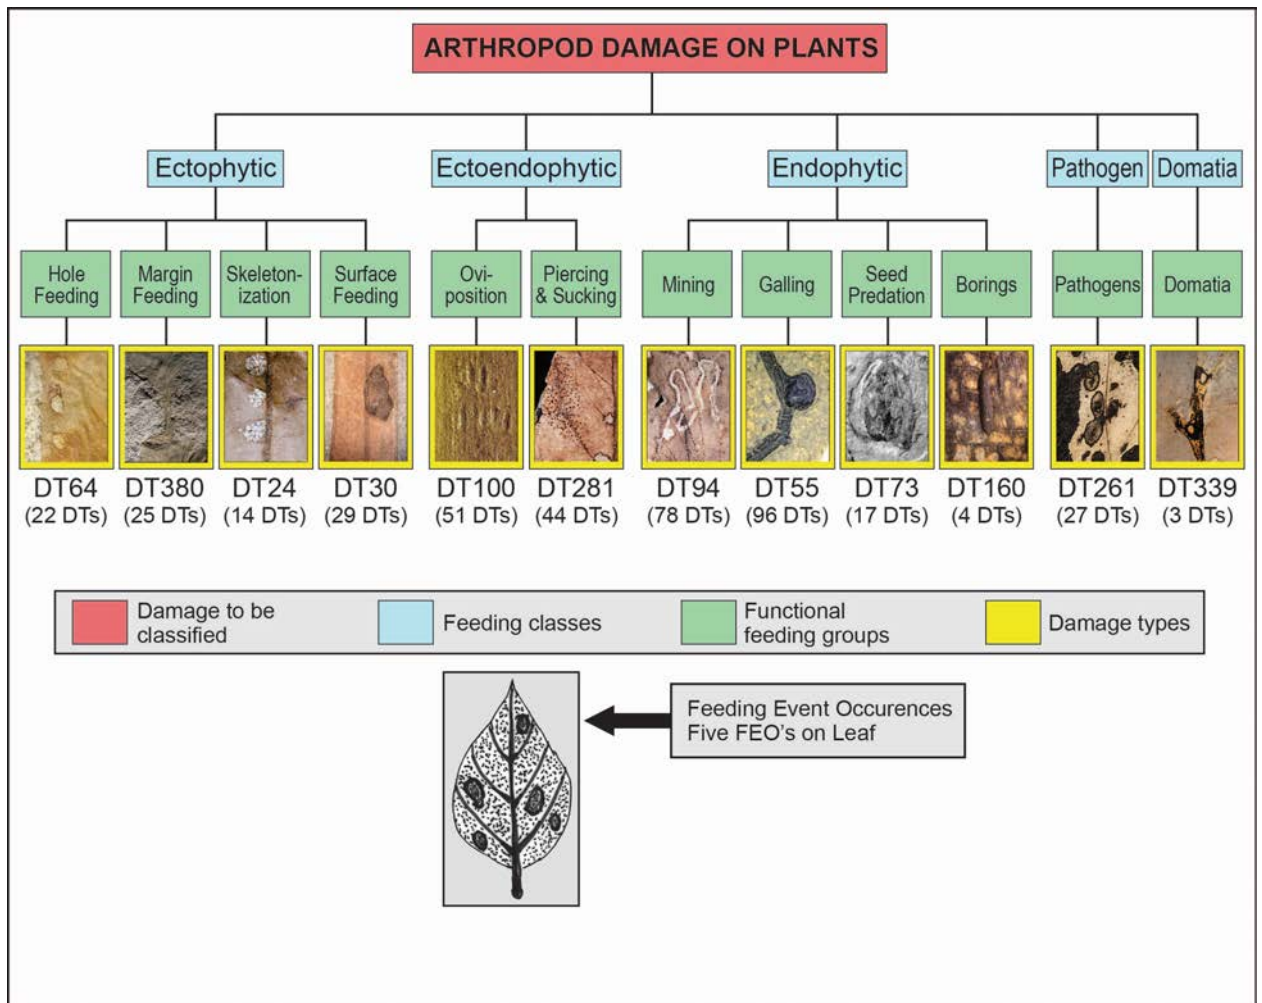 ARTHROPOD DAMAGE ON PLANTS
Ectophytic
Ectoendophytic
Endophytic
Pathogen
Domatia
Hole
Feeding
Margin
Feeding
Skeleton-
ization
Surface
Feeding
Ovi-
position
Piercing
& Sucking
Mining
Galling
Seed
Predation
Borings
Pathogens
Domatia
DT64
(22 DTs)
DT380
(25 DTs)
DT24
(14 DTs)
DT30
(29 DTs)
DT100
(51 DTs)
DT281
(44 DTs)
DT94
(78 DTs)
DT55
(96 DTs)
DT73
(17 DTs)
DT160
(4 DTs)
DT261
(27 DTs)
DT339
(3 DTs)
Damage to be
classified
Feeding classes
Functional
feeding groups
Damage types
Feeding Event Occurences
Five FEO's on Leaf